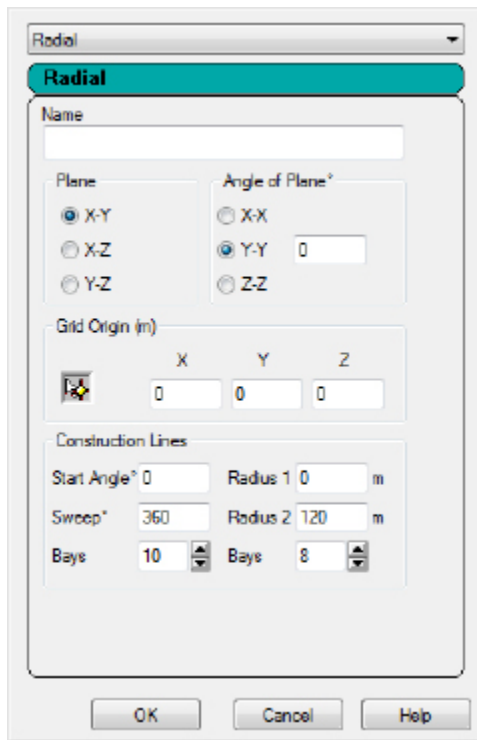 Radial
Radial
Name
Plane
Angle of Plane°
X-Y
X-X
X-Z
Y-Y 0
Y-Z
Z-Z
Grid Origin (m)
X Y Z
0 0 0
Construction Lines
Start Angle° 0 Radius 1 0 m
Sweep° 360 Radius 2 120 m
Bays 10 Bays 8
OK Cancel Help